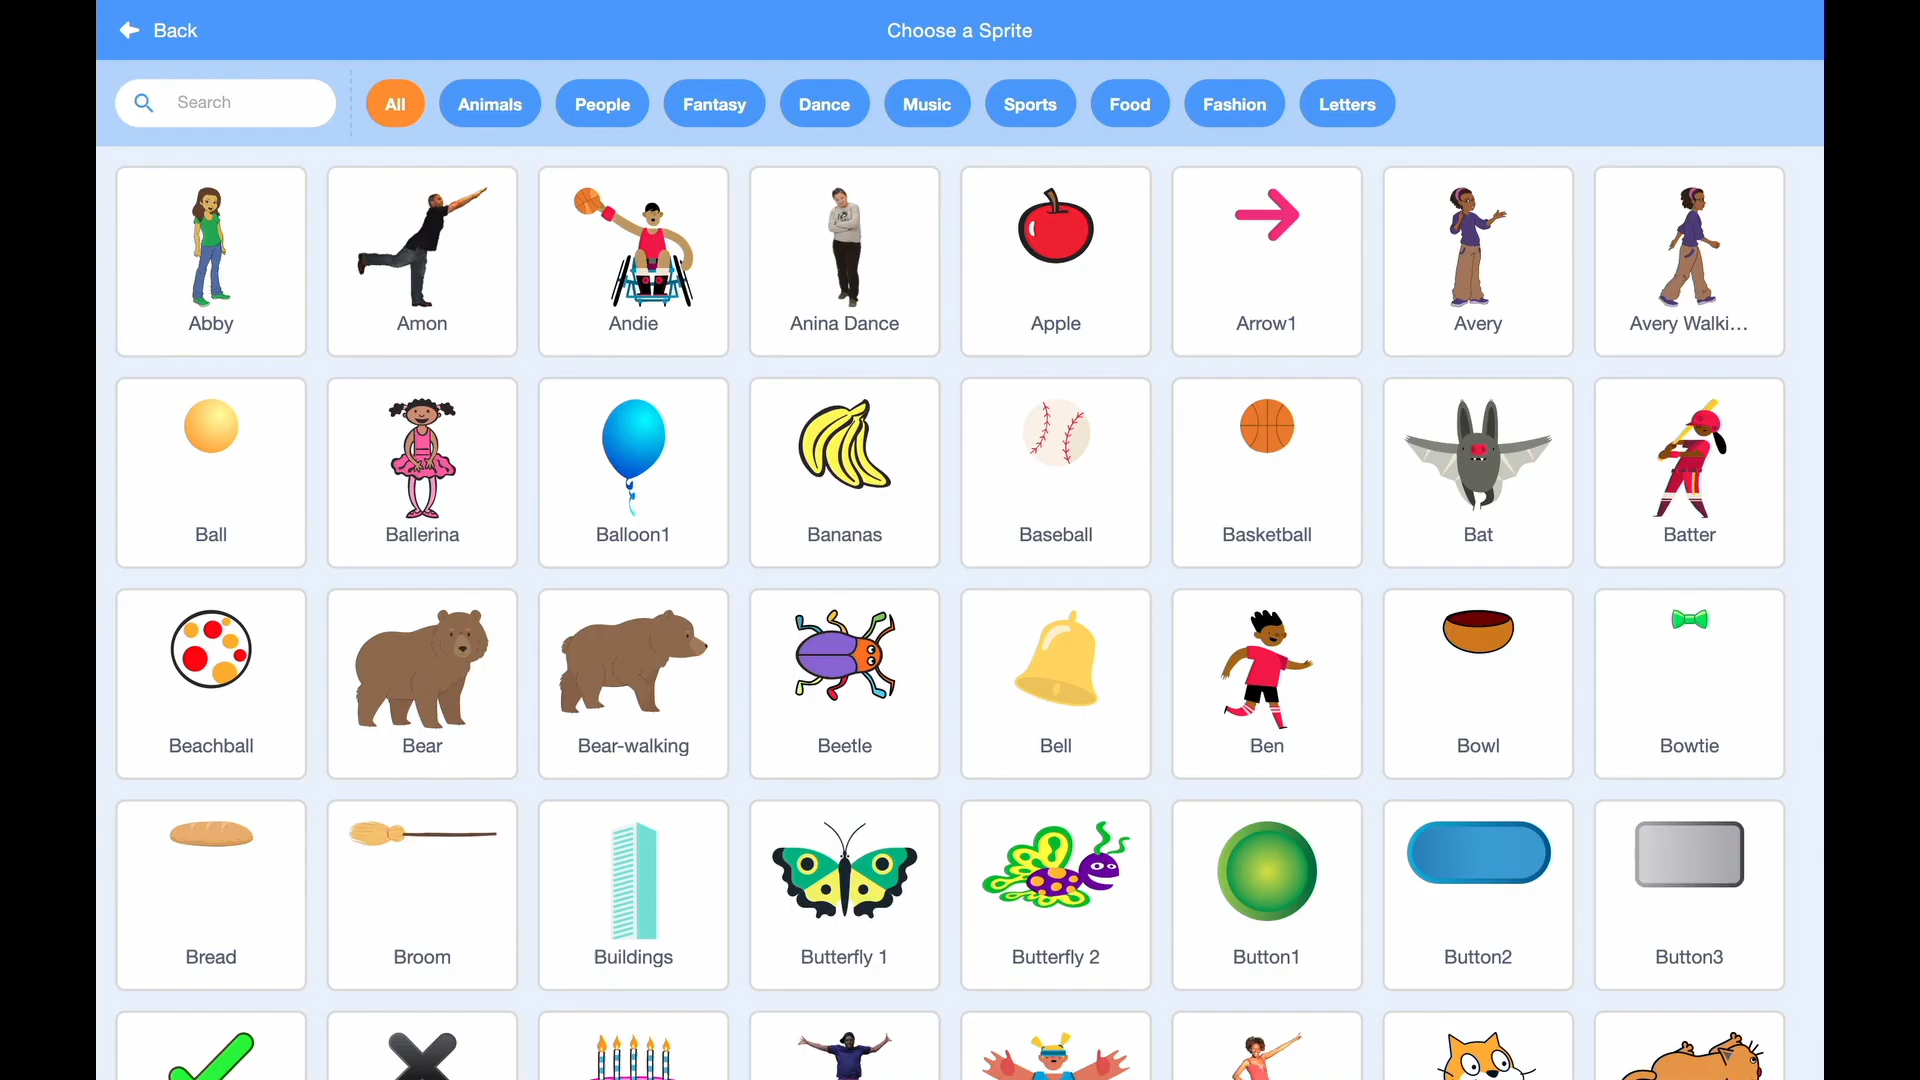 Back
Choose a Sprite
Search
All
Animals
People
Fantasy
Dance
Music
Sports
Food
Fashion
Letters
Abby
Amon
Andie
Anina Dance
Apple
Arrow1
Avery
Avery Walki...
Ball
Ballerina
Balloon1
Bananas
Baseball
Basketball
Bat
Batter
Beachball
Bear
Bear-walking
Beetle
Bell
Ben
Bowl
Bowtie
Bread
Broom
Buildings
Butterfly 1
Butterfly 2
Button1
Button2
Button3